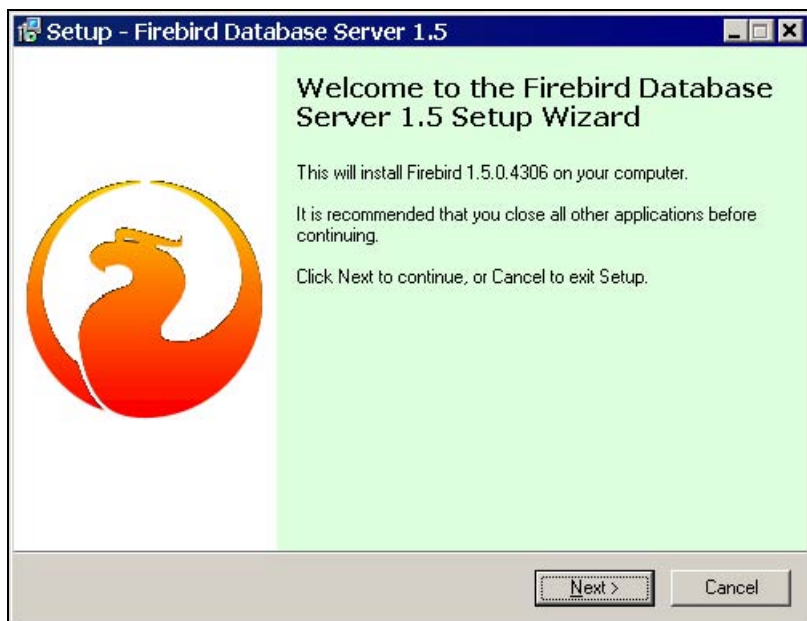 Setup - Firebird Database Server 1.5
Welcome to the Firebird Database
Server 1.5 Setup Wizard
This will install Firebird 1.5.0.4306 on your computer.
It is recommended that you close all other applications before
continuing.
Click Next to continue, or Cancel to exit Setup.
Next >
Cancel